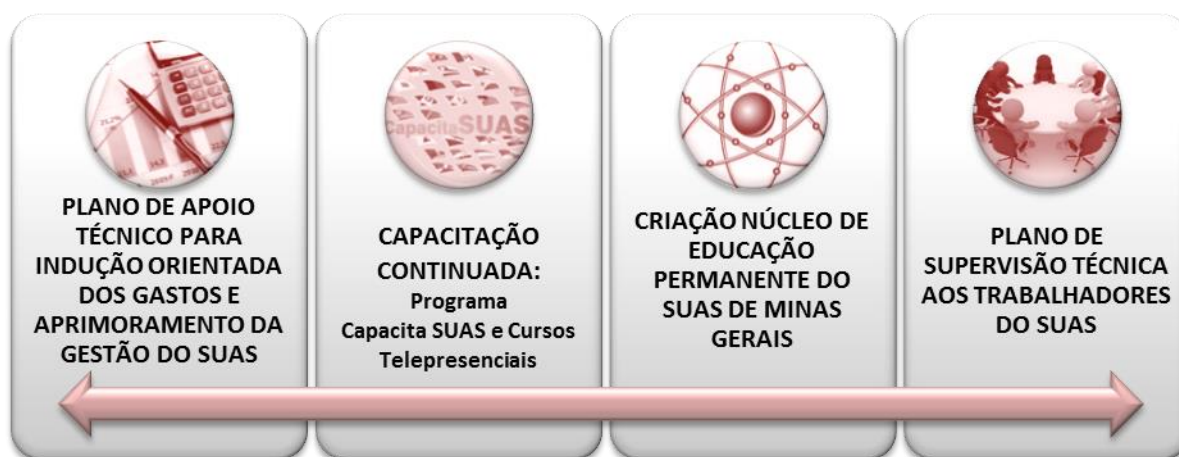 PLANO DE APOIO
TÉCNICO PARA
INDUÇÃO ORIENTADA
DOS GASTOS E
APRIMORAMENTO DA
GESTÃO DO SUAS
CapacitaSUAS
CAPACITAÇÃO
CONTINUADA:
Programa
Capacita SUAS e Cursos
Telepresenciais
CRIAÇÃO NÚCLEO DE
EDUCAÇÃO
PERMANENTE DO
SUAS DE MINAS
GERAIS
PLANO DE
SUPERVISÃO TÉCNICA
AOS TRABALHADORES
DO SUAS